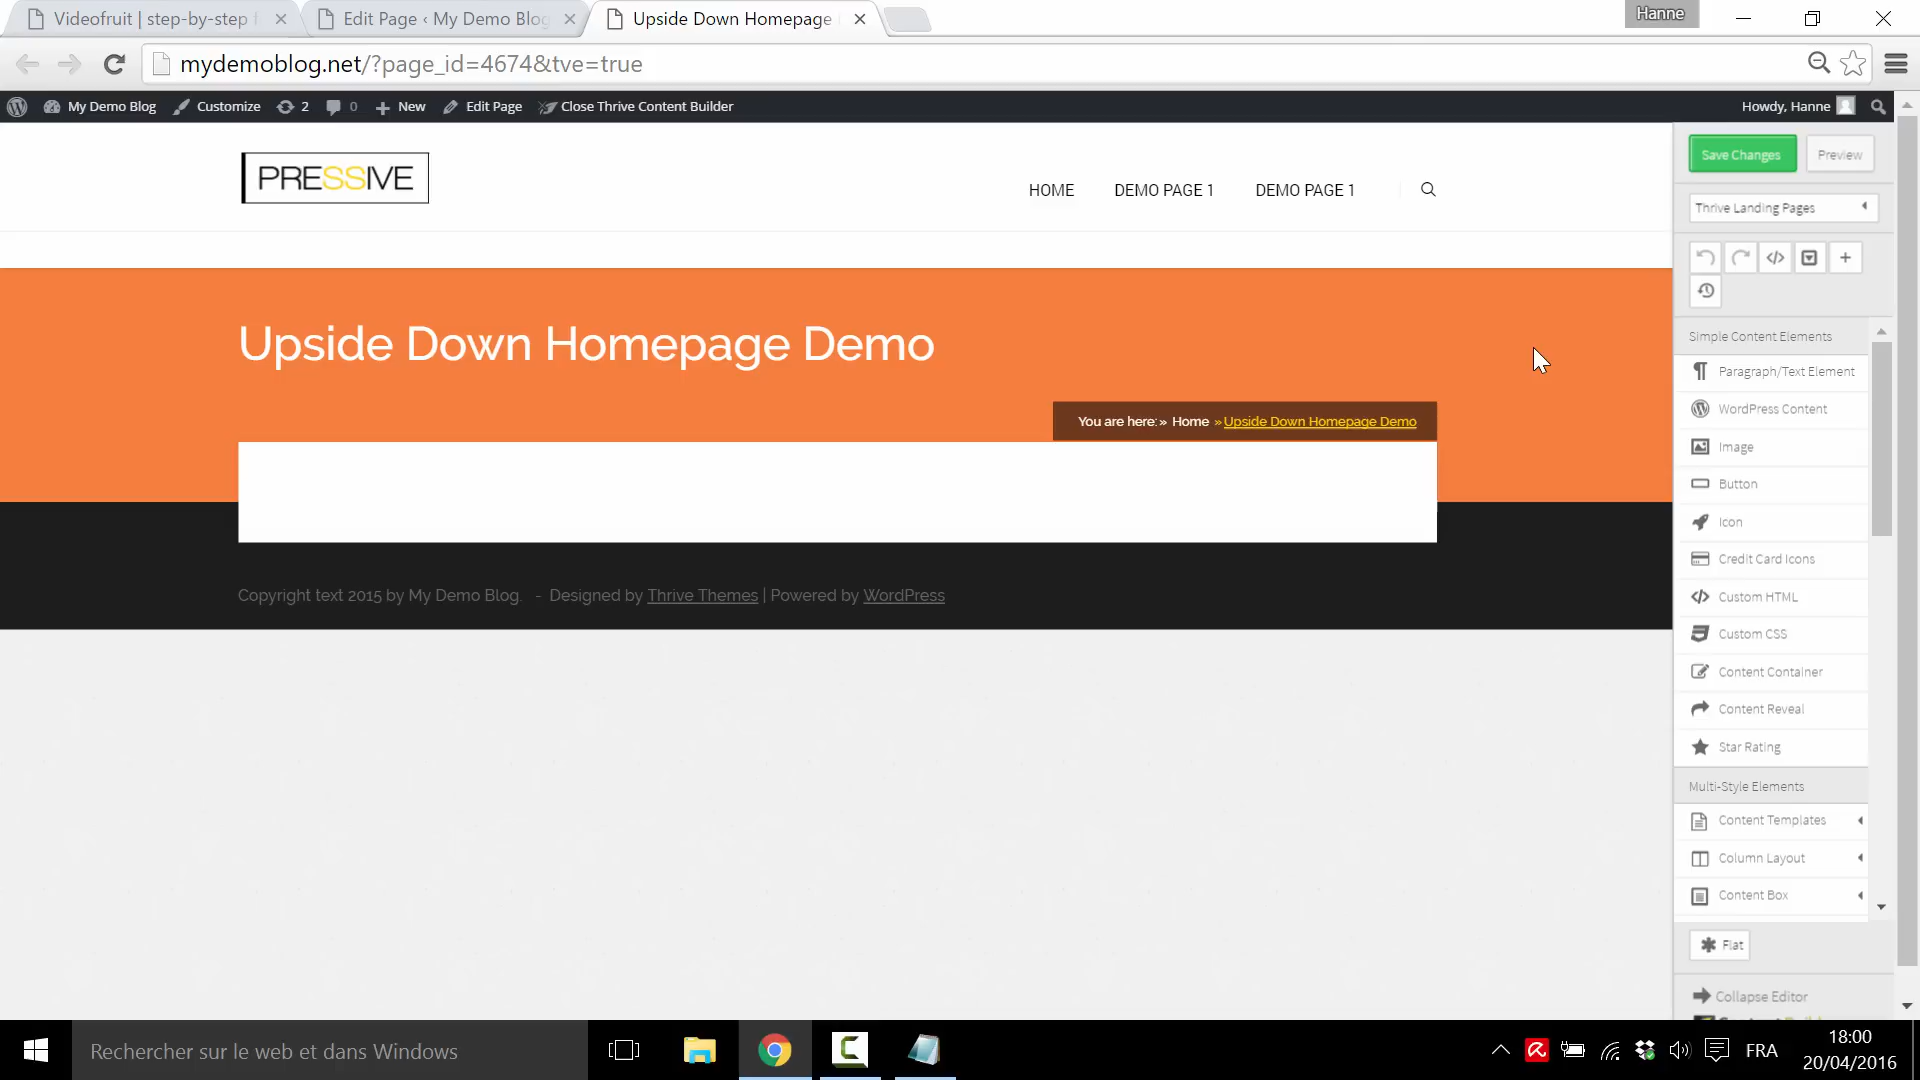 Videofruit | step-by-step
Edit Page ‹ My Demo Blog
Upside Down Homepage
Hanne
mydemoblog.net/?page_id=4674&tve=true
My Demo Blog
Customize
2
0
New
Edit Page
Close Thrive Content Builder
Howdy, Hanne
PRESSIVE
HOME
DEMO PAGE 1
DEMO PAGE 1
Save Changes
Preview
Thrive Landing Pages
Upside Down Homepage Demo
You are here: » Home » Upside Down Homepage Demo
Copyright text 2015 by My Demo Blog. - Designed by Thrive Themes | Powered by WordPress
Simple Content Elements
Paragraph/Text Element
WordPress Content
Image
Button
Icon
Credit Card Icons
Custom HTML
Custom CSS
Content Container
Content Reveal
Star Rating
Multi-Style Elements
Content Templates
Column Layout
Content Box
Flat
Collapse Editor
Rechercher sur le web et dans Windows
FRA
18:00
20/04/2016